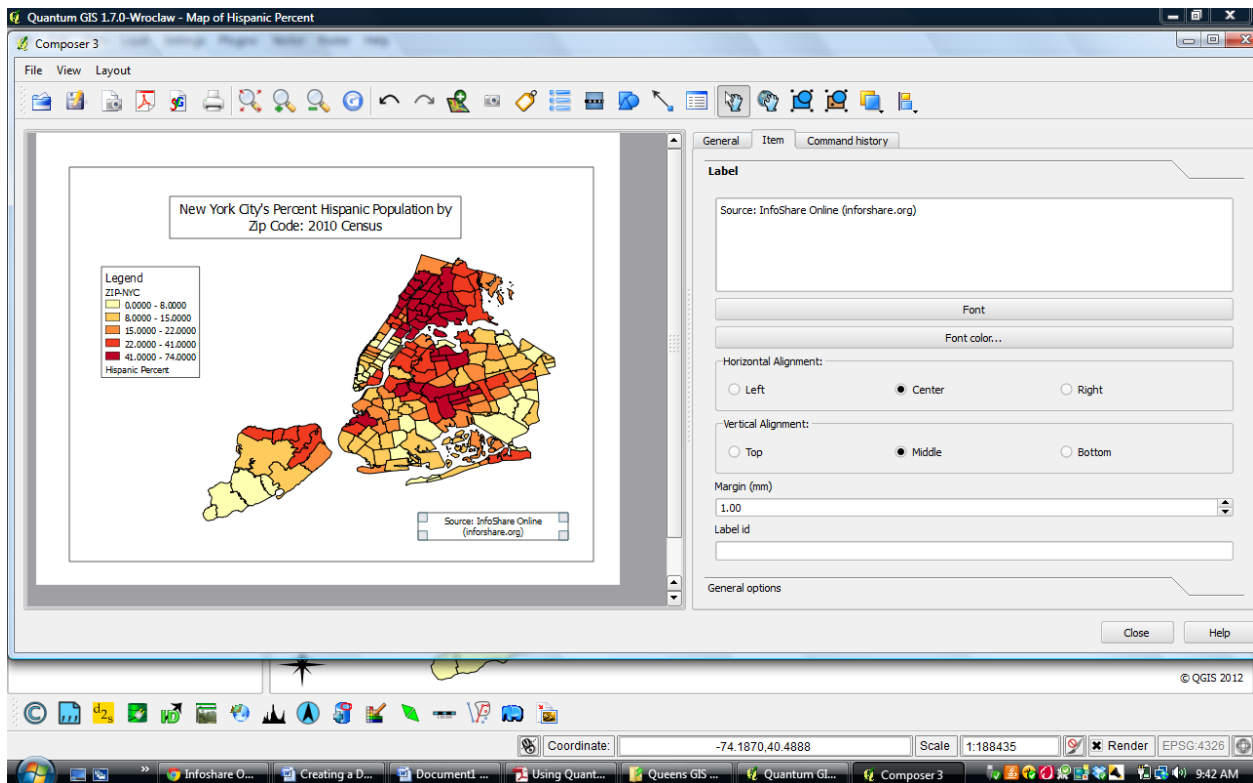 Quantum GIS 1.7.0-Wroclaw - Map of Hispanic Percent
Composer 3
File View Layout
New York City's Percent Hispanic Population by
Zip Code: 2010 Census
Legend
ZIP-NYC
0.0000 - 8.0000
8.0000 - 15.0000
15.0000 - 22.0000
22.0000 - 41.0000
41.0000 - 74.0000
Hispanic Percent
Source: InfoShare Online
(inforshare.org)
General Item Command history
Label
Source: InfoShare Online (inforshare.org)
Font
Font color...
Horizontal Alignment:
Left Center Right
Vertical Alignment:
Top Middle Bottom
Margin (mm)
1.00
Label id
General options
Close Help
© QGIS 2012
Coordinate: -74.1870,40.4888 Scale 1:188435 Render EPSG:4326
Infoshare O... Creating a D... Document1 ... Using Quant... Queens GIS ... Quantum GI... Composer 3 9:42 AM